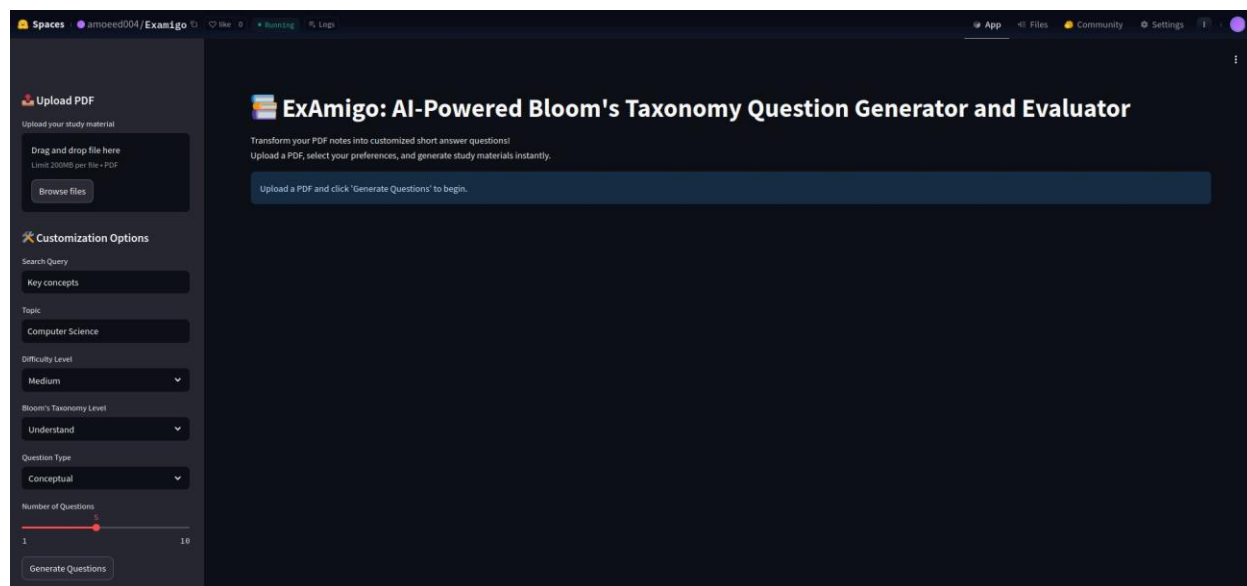 Spaces
amoeed004/Examigo
like 0
Running
Logs
App
Files
Community
Settings
Upload PDF
Upload your study material
Drag and drop file here
Limit 200MB per file • PDF
Browse files
Customization Options
Search Query
Key concepts
Topic
Computer Science
Difficulty Level
Medium
Bloom's Taxonomy Level
Understand
Question Type
Conceptual
Number of Questions
5
1 10
Generate Questions
ExAmigo: AI-Powered Bloom's Taxonomy Question Generator and Evaluator
Transform your PDF notes into customized short answer questions!
Upload a PDF, select your preferences, and generate study materials instantly.
Upload a PDF and click 'Generate Questions' to begin.